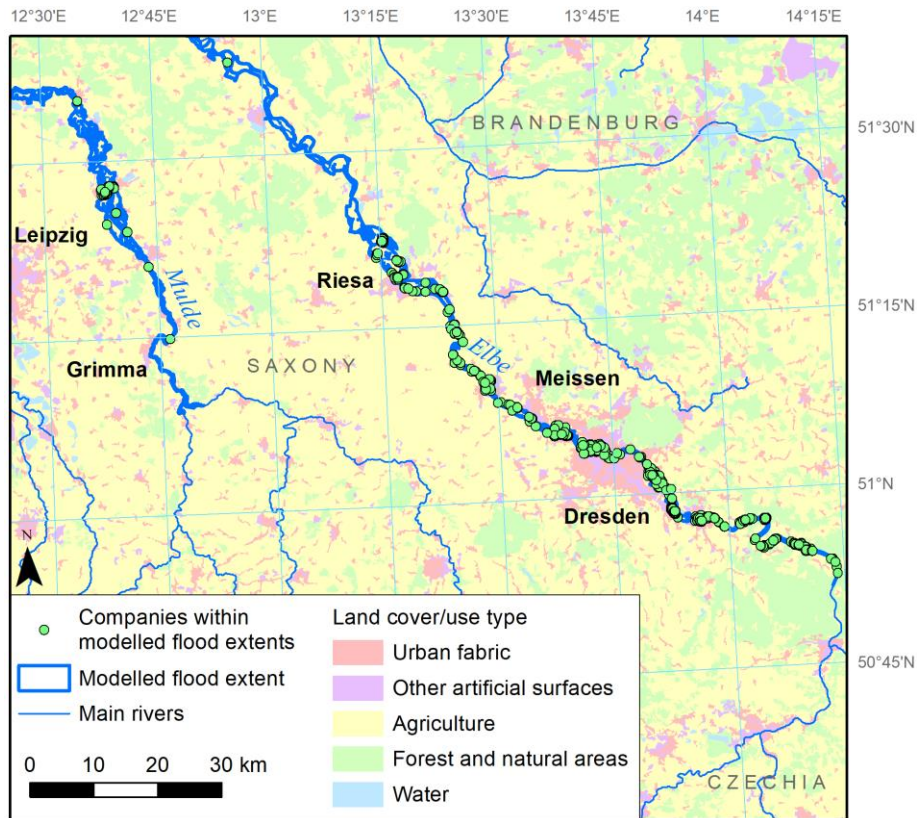 12°30'E 12°45'E 13°E 13°15'E 13°30'E 13°45'E 14°E 14°15'E
BRANDENBURG
51°30'N
Leipzig
Mulde
Riesa
51°15'N
Elbe
Grimma
SAXONY
Meissen
51°N
Dresden
N
Companies within
modelled flood extents
Modelled flood extent
Main rivers
0 10 20 30 km
Land cover/use type
Urban fabric
Other artificial surfaces
Agriculture
Forest and natural areas
Water
50°45'N
CZECHIA